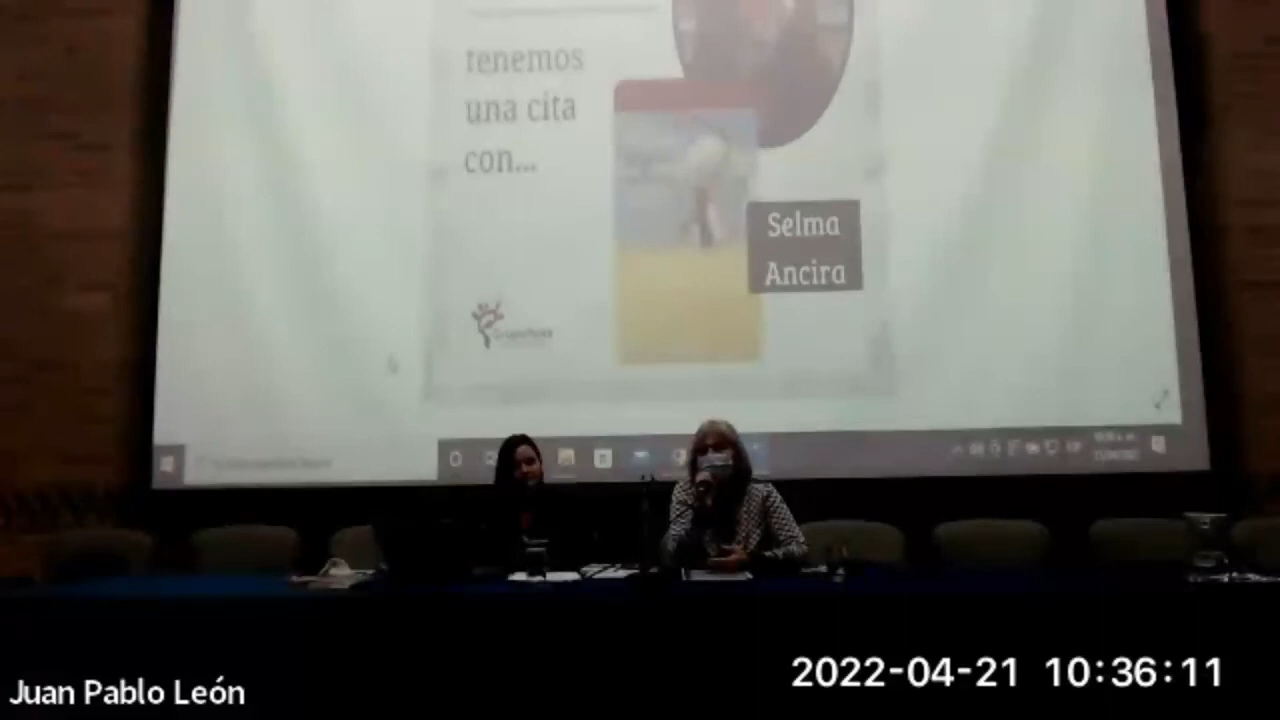 tenemos
una cita
con...
Selma
Ancira
2022-04-21 10:36:11
Juan Pablo León